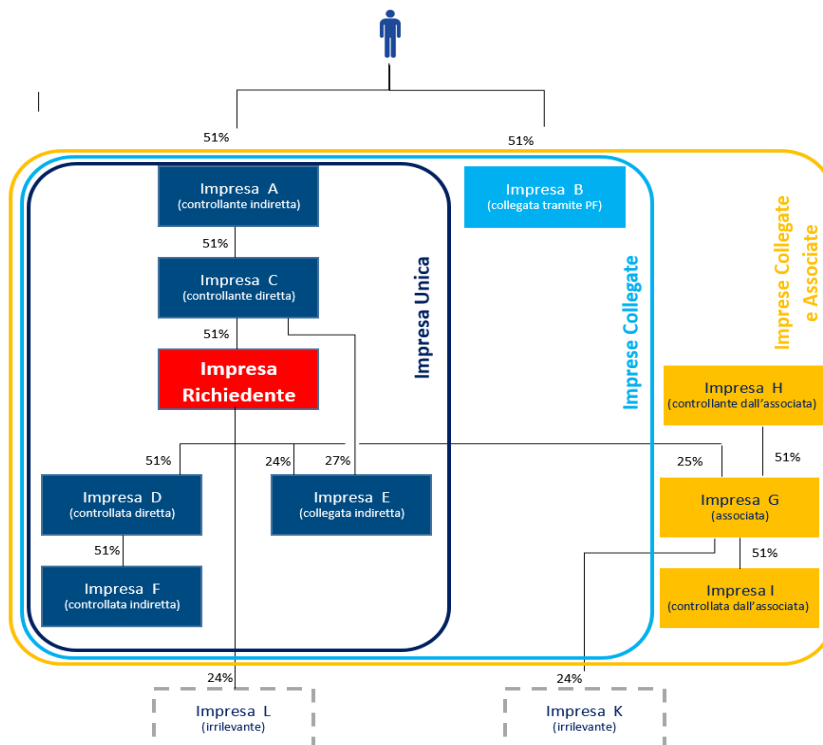 51%
51%
Impresa A
(controllante indiretta)
Impresa B
(collegata tramite PF)
51%
Impresa C
(controllante diretta)
51%
Impresa
Richiedente
Impresa Unica
Imprese Collegate
Imprese Collegate
e Associate
Impresa H
(controllante dall'associata)
51%
24%
27%
25%
51%
Impresa D
(controllata diretta)
Impresa E
(collegata indiretta)
Impresa G
(associata)
51%
51%
Impresa F
(controllata indiretta)
Impresa I
(controllata dall'associata)
24%
24%
Impresa L
(irrilevante)
Impresa K
(irrilevante)